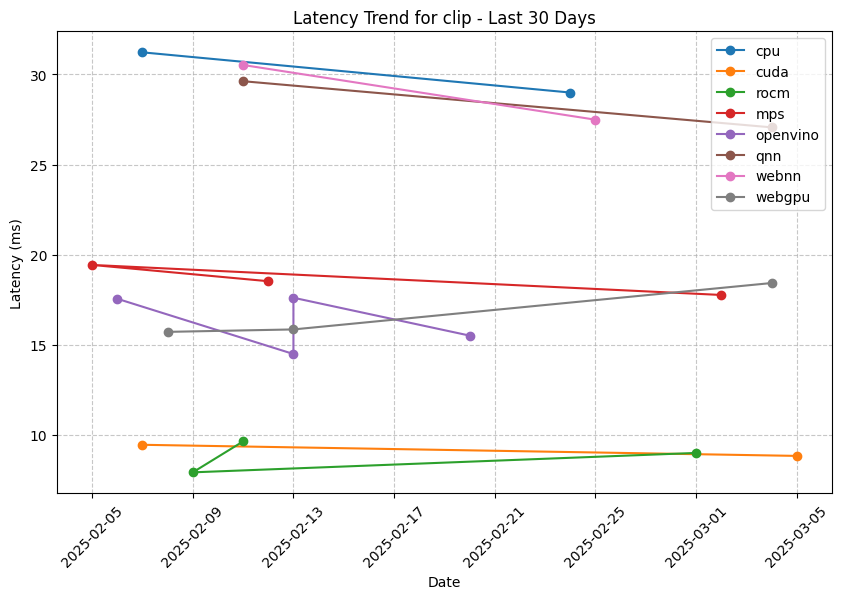 Latency Trend for clip - Last 30 Days
cpu
cuda
rocm
mps
openvino
qnn
webnn
webgpu
Latency (ms)
30
25
20
15
10
2025-02-05
2025-02-09
2025-02-13
2025-02-17
2025-02-21
2025-02-25
2025-03-01
2025-03-05
Date